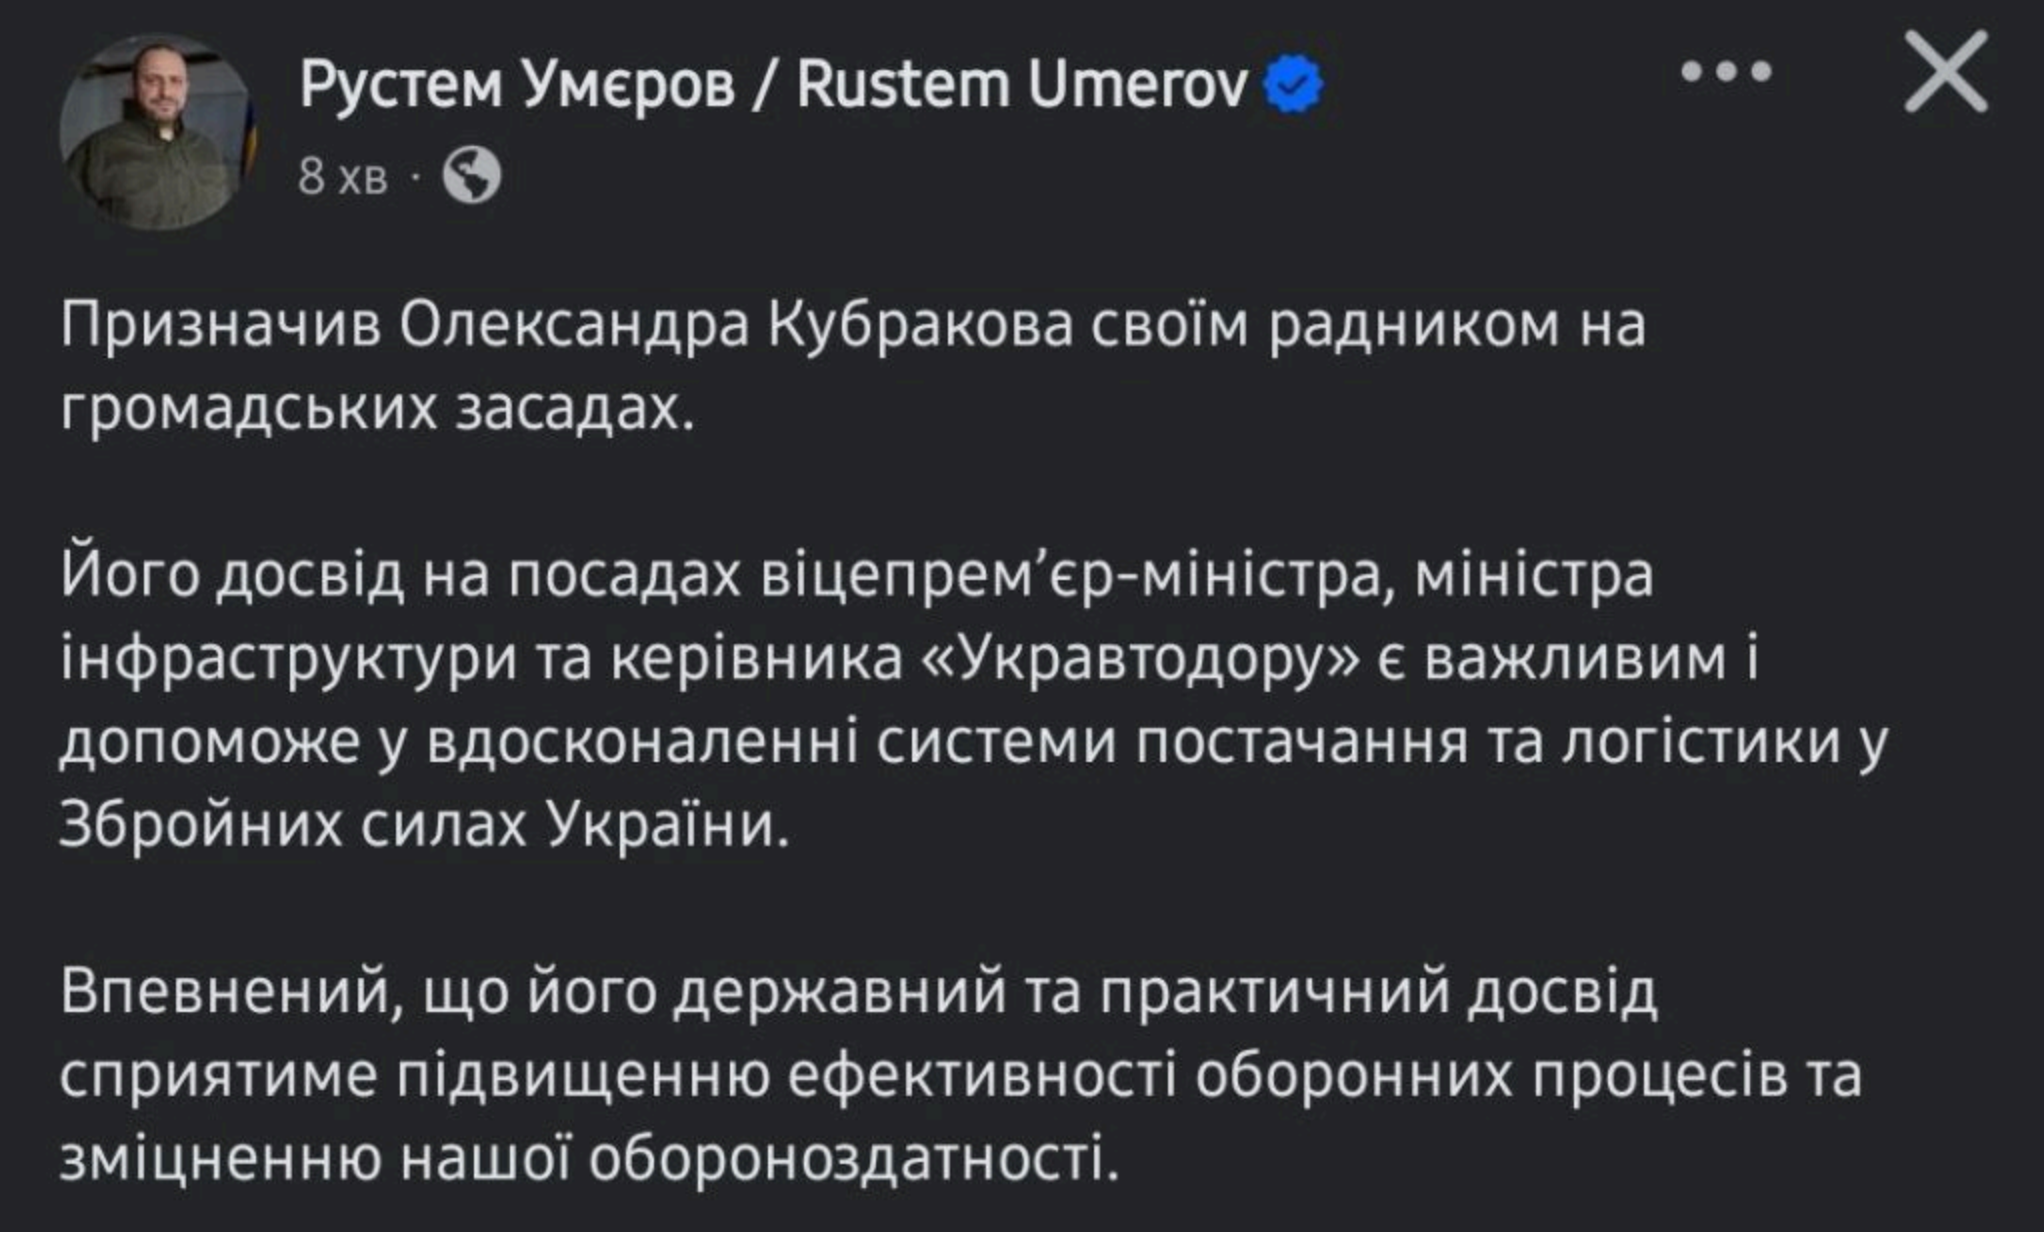 Рустем Умєров / Rustem Umerov
8 хв ·
Призначив Олександра Кубракова своїм радником на
громадських засадах.
Його досвід на посадах віцепрем’єр-міністра, міністра
інфраструктури та керівника «Укравтодору» є важливим і
допоможе у вдосконаленні системи постачання та логістики у
Збройних силах України.
Впевнений, що його державний та практичний досвід
сприятиме підвищенню ефективності оборонних процесів та
зміцненню нашої обороноздатності.